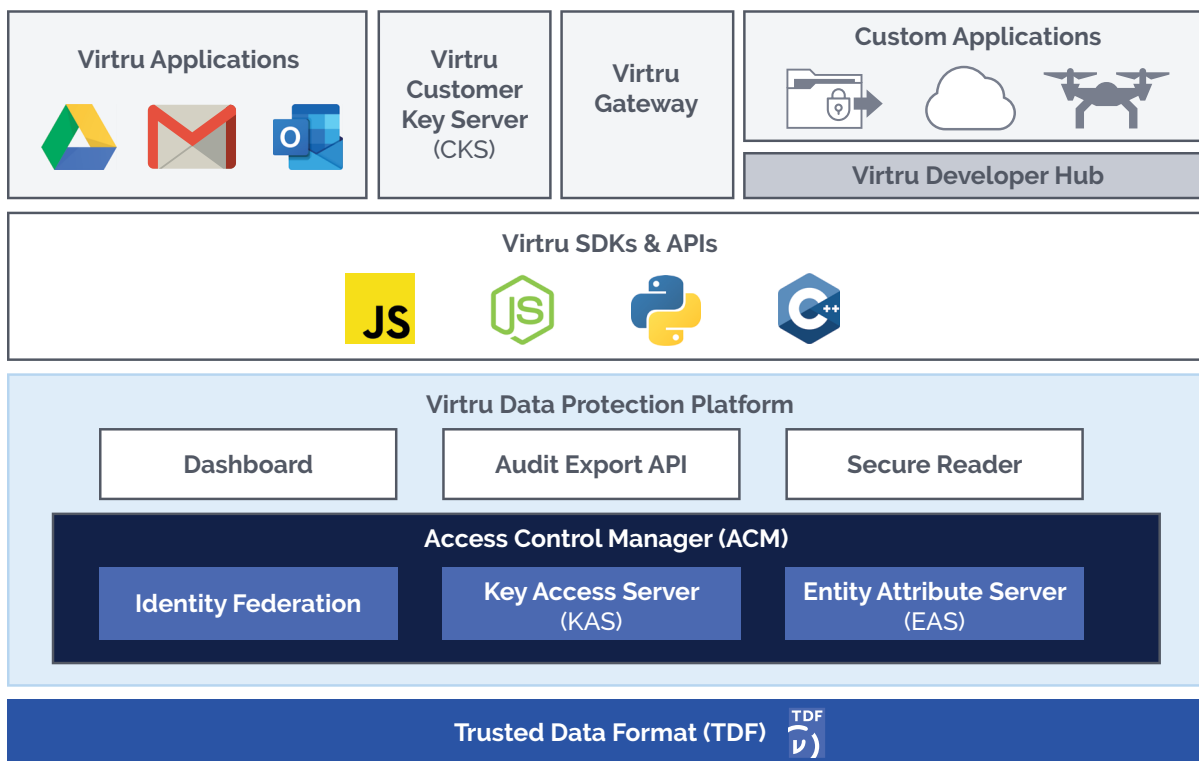 Virtru Applications
O
Virtru
Customer
Key Server
(CKS)
Virtru
Gateway
Custom Applications
Virtru Developer Hub
Virtru SDKs & APIs
JS
JS
C++
Virtru Data Protection Platform
Dashboard
Audit Export API
Secure Reader
Access Control Manager (ACM)
Identity Federation
Key Access Server
(KAS)
Entity Attribute Server
(EAS)
Trusted Data Format (TDF)
TDF